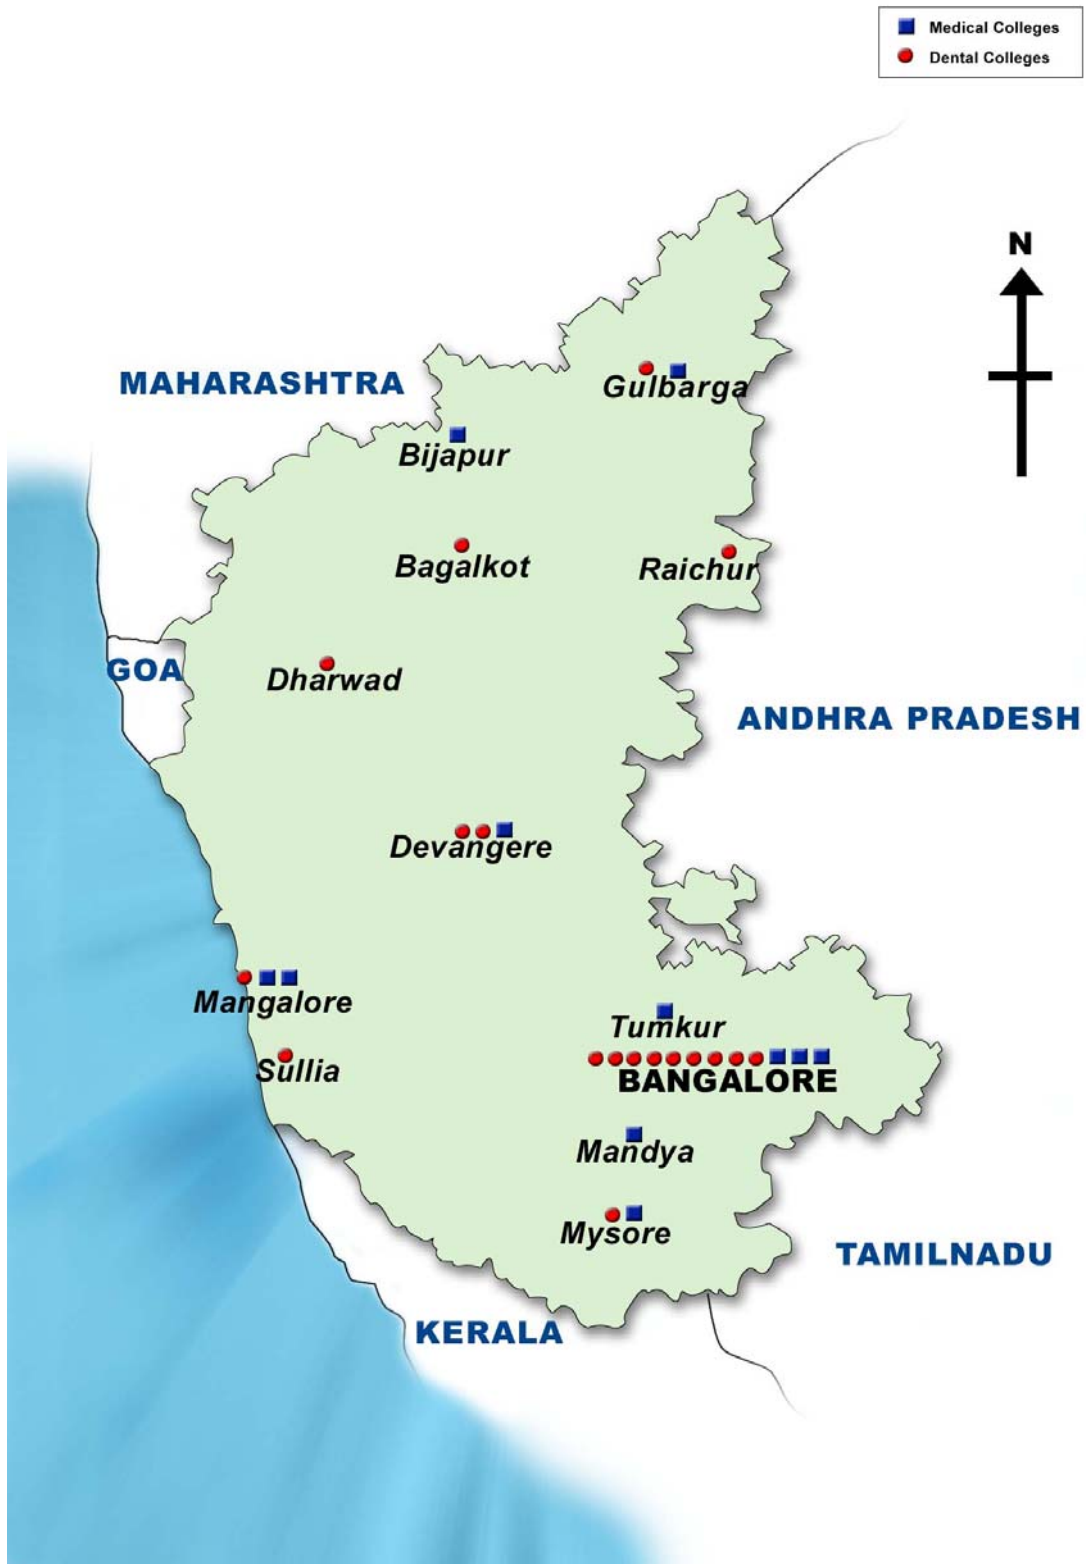 Medical Colleges
Dental Colleges
N
MAHARASHTRA
Gulbarga
Bijapur
Bagalkot
Raichur
GOA
Dharwad
ANDHRA PRADESH
Devangere
Mangalore
Tumkur
Sullia
BANGALORE
Mandya
Mysore
TAMILNADU
KERALA